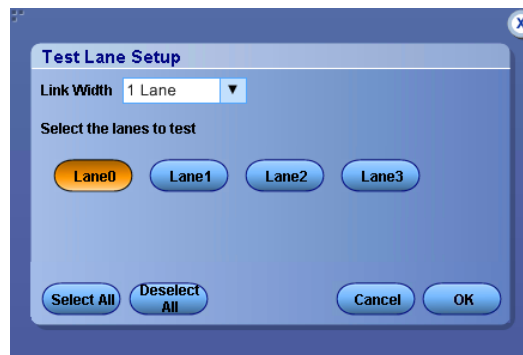 Test Lane Setup
Link Width 1 Lane
Select the lanes to test
Lane0 Lane1 Lane2 Lane3
Select All Deselect All Cancel OK